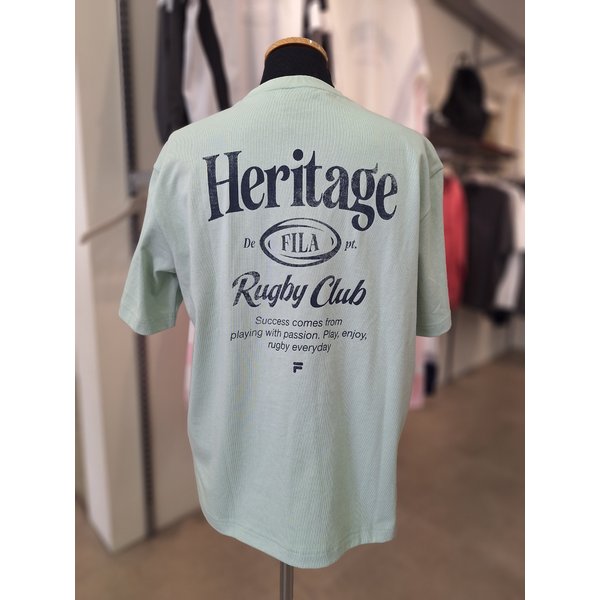 Heritage
De FILA pt.
Rugby Club
Success comes from
playing with passion. Play, enjoy,
rugby everyday
F